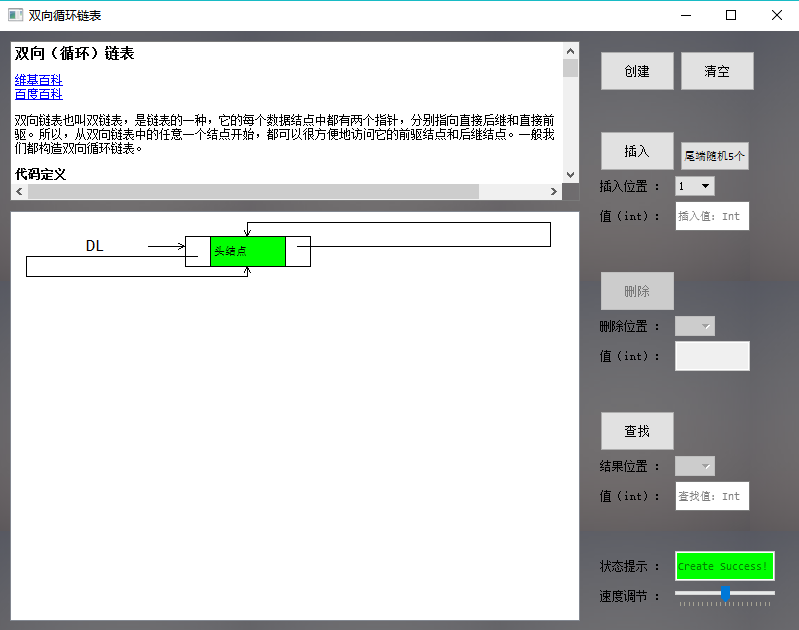 双向循环链表
双向（循环）链表
维基百科
百度百科
双向链表也叫双链表，是链表的一种，它的每个数据结点中都有两个指针，分别指向直接后继和直接前
驱。所以，从双向链表中的任意一个结点开始，都可以很方便地访问它的前驱结点和后继结点。一般我
们都构造双向循环链表。
代码定义
DL
头结点
创建
清空
插入
尾端随机5个
插入位置：
1
值（int）：
插入值: Int
删除
删除位置：
值（int）：
查找
结果位置：
值（int）：
查找值: Int
状态提示：
Create Success!
速度调节：